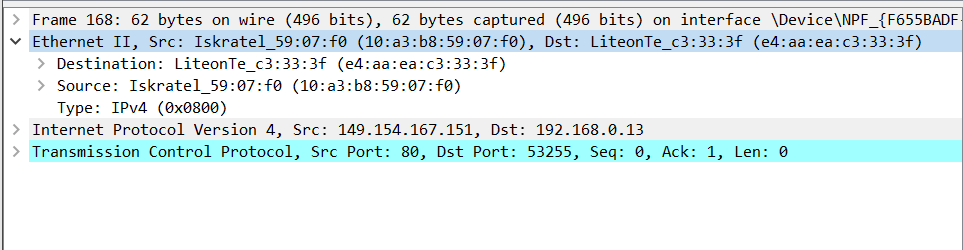 Frame 168: 62 bytes on wire (496 bits), 62 bytes captured (496 bits) on interface \Device\NPF_{F655BADF-
Ethernet II, Src: Iskratel_59:07:f0 (10:a3:b8:59:07:f0), Dst: LiteonTe_c3:33:3f (e4:aa:ea:c3:33:3f)
Destination: LiteonTe_c3:33:3f (e4:aa:ea:c3:33:3f)
Source: Iskratel_59:07:f0 (10:a3:b8:59:07:f0)
Type: IPv4 (0x0800)
Internet Protocol Version 4, Src: 149.154.167.151, Dst: 192.168.0.13
Transmission Control Protocol, Src Port: 80, Dst Port: 53255, Seq: 0, Ack: 1, Len: 0